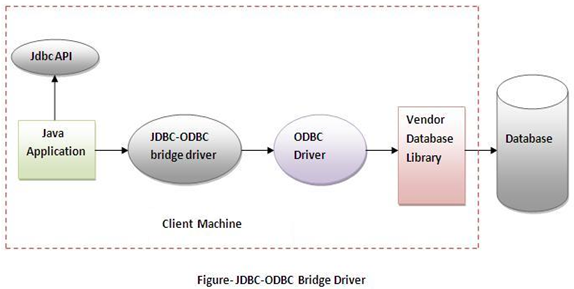 Jdbc API
Java
Application
JDBC-ODBC
bridge driver
ODBC
Driver
Vendor
Database
Library
Database
Client Machine
Figure- JDBC-ODBC Bridge Driver